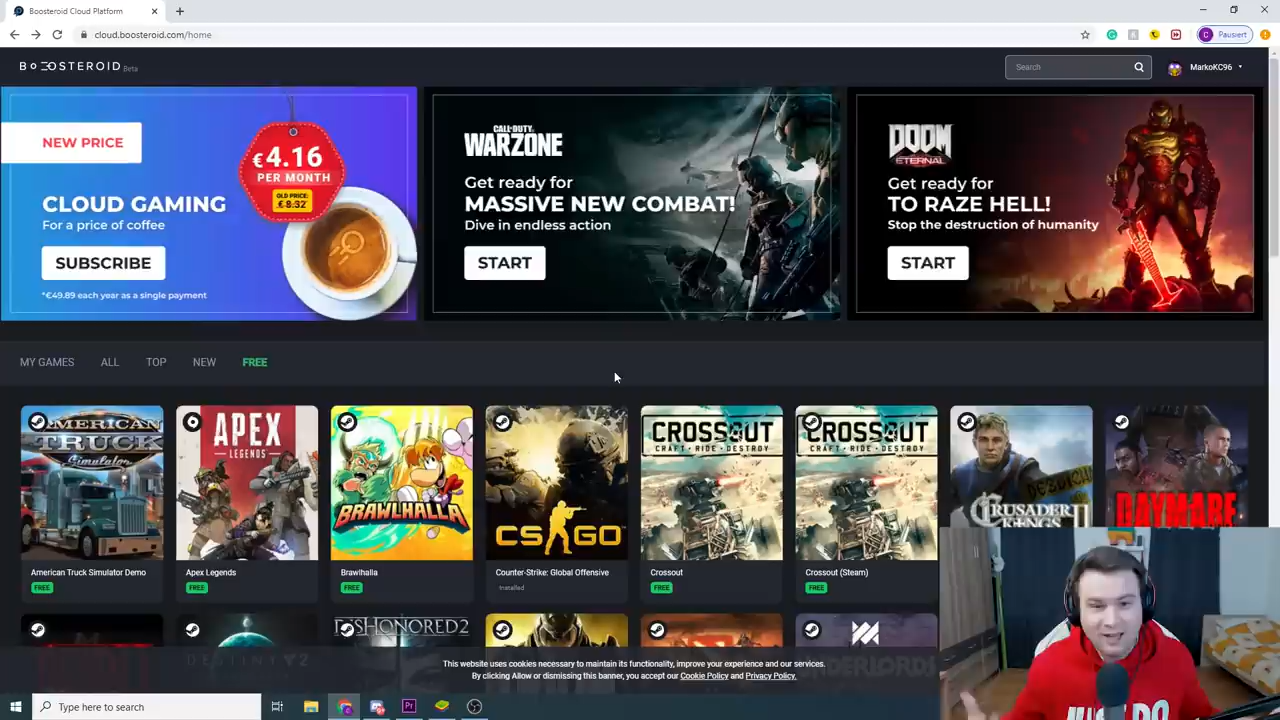 Boosteroid Cloud Platform
cloud.boosteroid.com/home
Pausiert
BOOSTEROID Beta
Search
MarkoKC96
NEW PRICE
€4.16
PER MONTH
OLD PRICE:
€ 8.32
CLOUD GAMING
For a price of coffee
SUBSCRIBE
*€49.89 each year as a single payment
CALL OF DUTY
WARZONE
Get ready for
MASSIVE NEW COMBAT!
Dive in endless action
START
DOOM
ETERNAL
Get ready for
TO RAZE HELL!
Stop the destruction of humanity
START
MY GAMES
ALL
TOP
NEW
FREE
AMERICAN
TRUCK
Simulator
APEX
LEGENDS
BRAWLHALLA
CS:GO
CROSSOUT
CRAFT · RIDE · DESTROY
CROSSOUT
CRAFT · RIDE · DESTROY
CRUSADER
KINGS
DAYMARE
American Truck Simulator Demo
FREE
Apex Legends
FREE
Brawlhalla
FREE
Counter-Strike: Global Offensive
Installed
Crossout
FREE
Crossout (Steam)
FREE
DESTINY 2
DISHONORED2
This website uses cookies necessary to maintain its functionality, improve your experience and our services.
By clicking Allow or dismissing this banner, you accept our Cookie Policy and Privacy Policy.
Type here to search